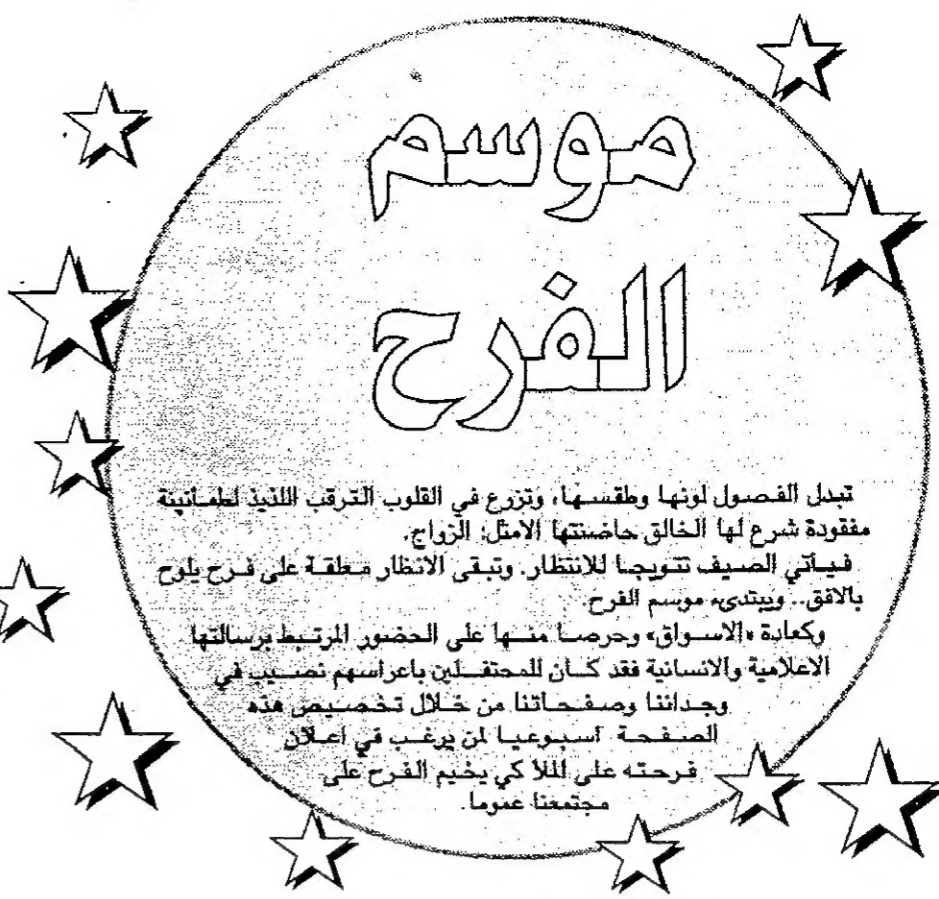 موسم
الفرح
تبدل الفصول لونها وطقسها، وتزرع في القلوب الترقب اللذيذ لطمأنينة
مفقودة شرع لها الخالق حاضنتها الامثل: الزواج.
فيأتي الصيف تتويجا للانتظار. وتبقى الانظار معلقة على فرح يلوح
بالافق.. ويبتدىء موسم الفرح.
وكعادة «الاسواق» وحرصا منها على الحضور المرتبط برسالتها
الاعلامية والانسانية فقد كان للمحتفلين باعراسهم نصيب في
وجداننا وصفحاتنا من خلال تخصيص هذه
الصفحة اسبوعيا لمن يرغب في اعلان
فرحته على الملأ كي يخيم الفرح على
مجتمعنا عموما.